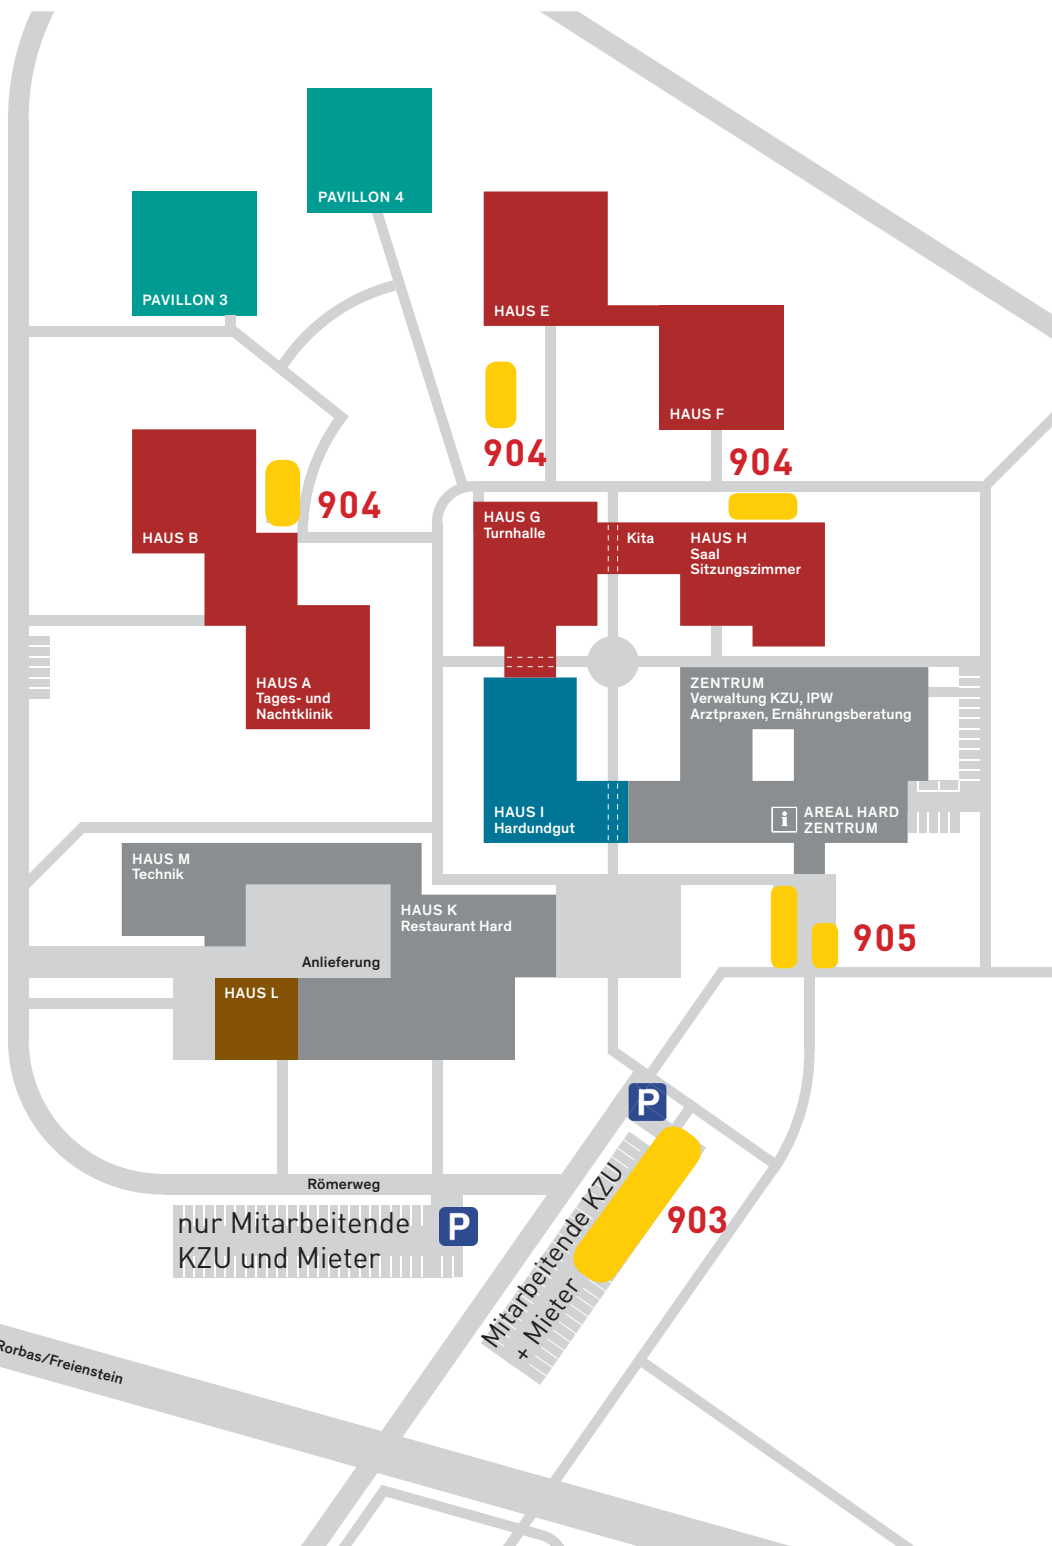 PAVILLON 4
PAVILLON 3
HAUS E
HAUS F
904
904
904
HAUS B
HAUS G
Turnhalle
Kita
HAUS H
Saal
Sitzungszimmer
HAUS A
Tages- und
Nachtklinik
ZENTRUM
Verwaltung KZU, IPW
Arztpraxen, Ernährungsberatung
HAUS I
Hardundgut
i
AREAL HARD
ZENTRUM
HAUS M
Technik
HAUS K
Restaurant Hard
905
Anlieferung
HAUS L
P
Römerweg
nur Mitarbeitende
KZU und Mieter
P
Mitarbeitende KZU
+ Mieter
903
Rorbas/Freienstein